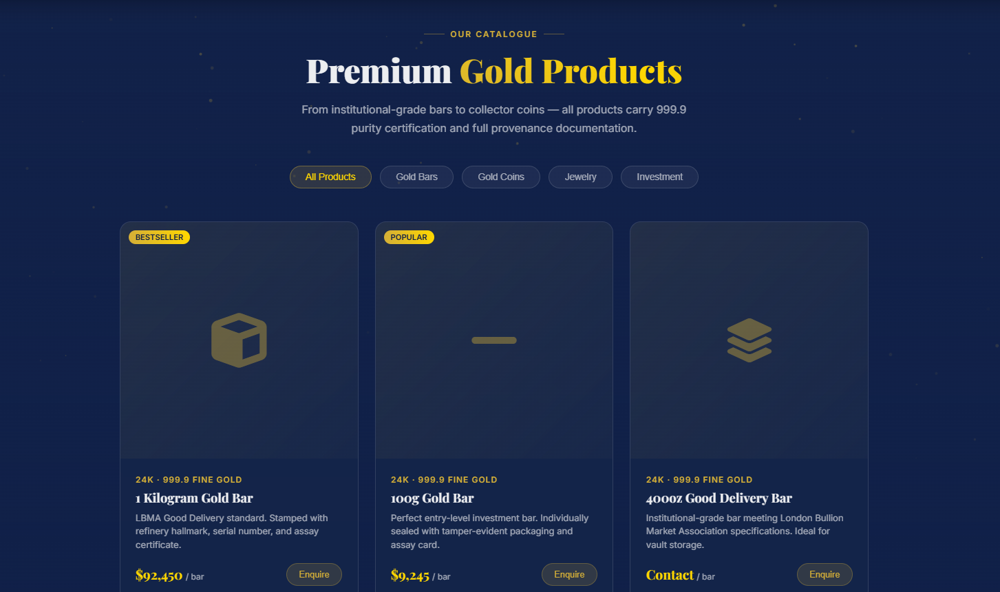 OUR CATALOGUE
Premium Gold Products
From institutional-grade bars to collector coins — all products carry 999.9
purity certification and full provenance documentation.
All Products
Gold Bars
Gold Coins
Jewelry
Investment
BESTSELLER
POPULAR
24K · 999.9 FINE GOLD
1 Kilogram Gold Bar
LBMA Good Delivery standard. Stamped with
refinery hallmark, serial number, and assay
certificate.
$92,450 / bar
Enquire
24K · 999.9 FINE GOLD
100g Gold Bar
Perfect entry-level investment bar. Individually
sealed with tamper-evident packaging and
assay card.
$9,245 / bar
Enquire
24K · 999.9 FINE GOLD
400oz Good Delivery Bar
Institutional-grade bar meeting London Bullion
Market Association specifications. Ideal for
vault storage.
Contact / bar
Enquire